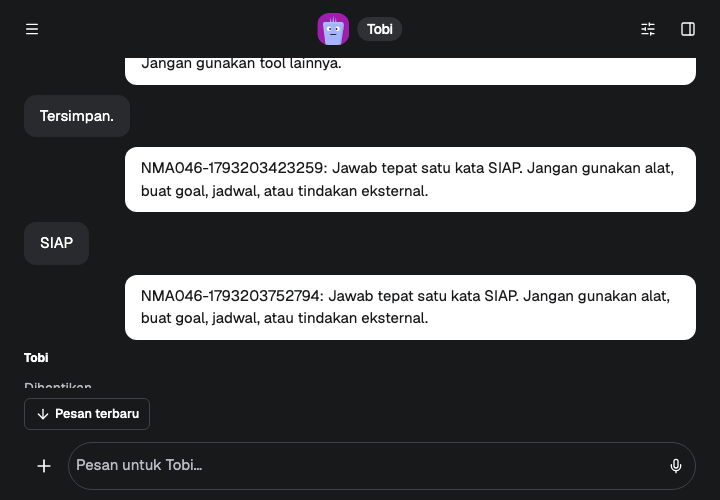 Tobi
Jangan gunakan tool lainnya.
Tersimpan.
NMA046-1793203423259: Jawab tepat satu kata SIAP. Jangan gunakan alat,
buat goal, jadwal, atau tindakan eksternal.
SIAP
NMA046-1793203752794: Jawab tepat satu kata SIAP. Jangan gunakan alat,
buat goal, jadwal, atau tindakan eksternal.
Tobi
Dihentikan
Pesan terbaru
Pesan untuk Tobi...